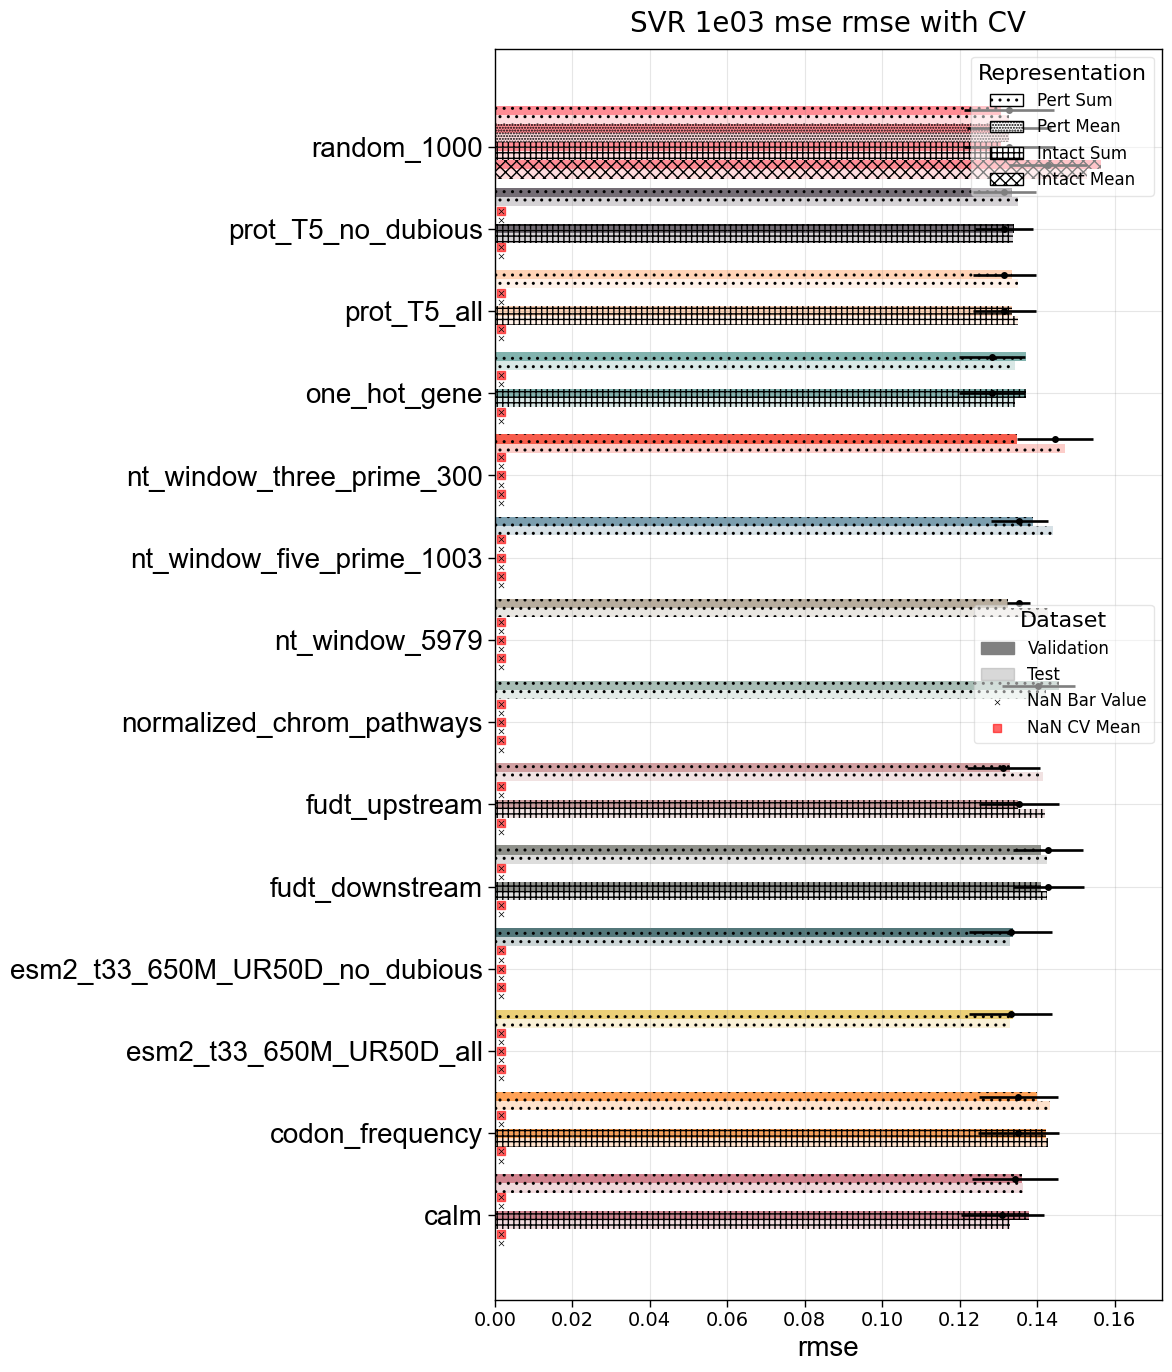 SVR 1e03 mse rmse with CV
Representation
Pert Sum
Pert Mean
Intact Sum
Intact Mean
random_1000
prot_T5_no_dubious
prot_T5_all
one_hot_gene
nt_window_three_prime_300
nt_window_five_prime_1003
nt_window_5979
normalized_chrom_pathways
fudt_upstream
fudt_downstream
esm2_t33_650M_UR50D_no_dubious
esm2_t33_650M_UR50D_all
codon_frequency
calm
Dataset
Validation
Test
NaN Bar Value
NaN CV Mean
0.00 0.02 0.04 0.06 0.08 0.10 0.12 0.14 0.16
rmse